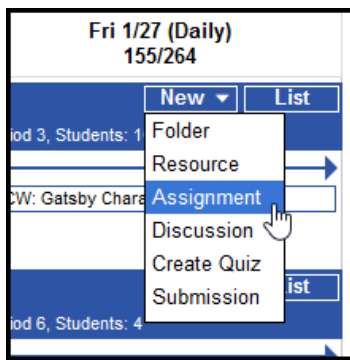 Fri 1/27 (Daily)
155/264
New List
iod 3, Students: 1
Folder
Resource
CW: Gatsby Chara
Assignment
Discussion
Create Quiz
ist
Submission
iod 6, Students: 4